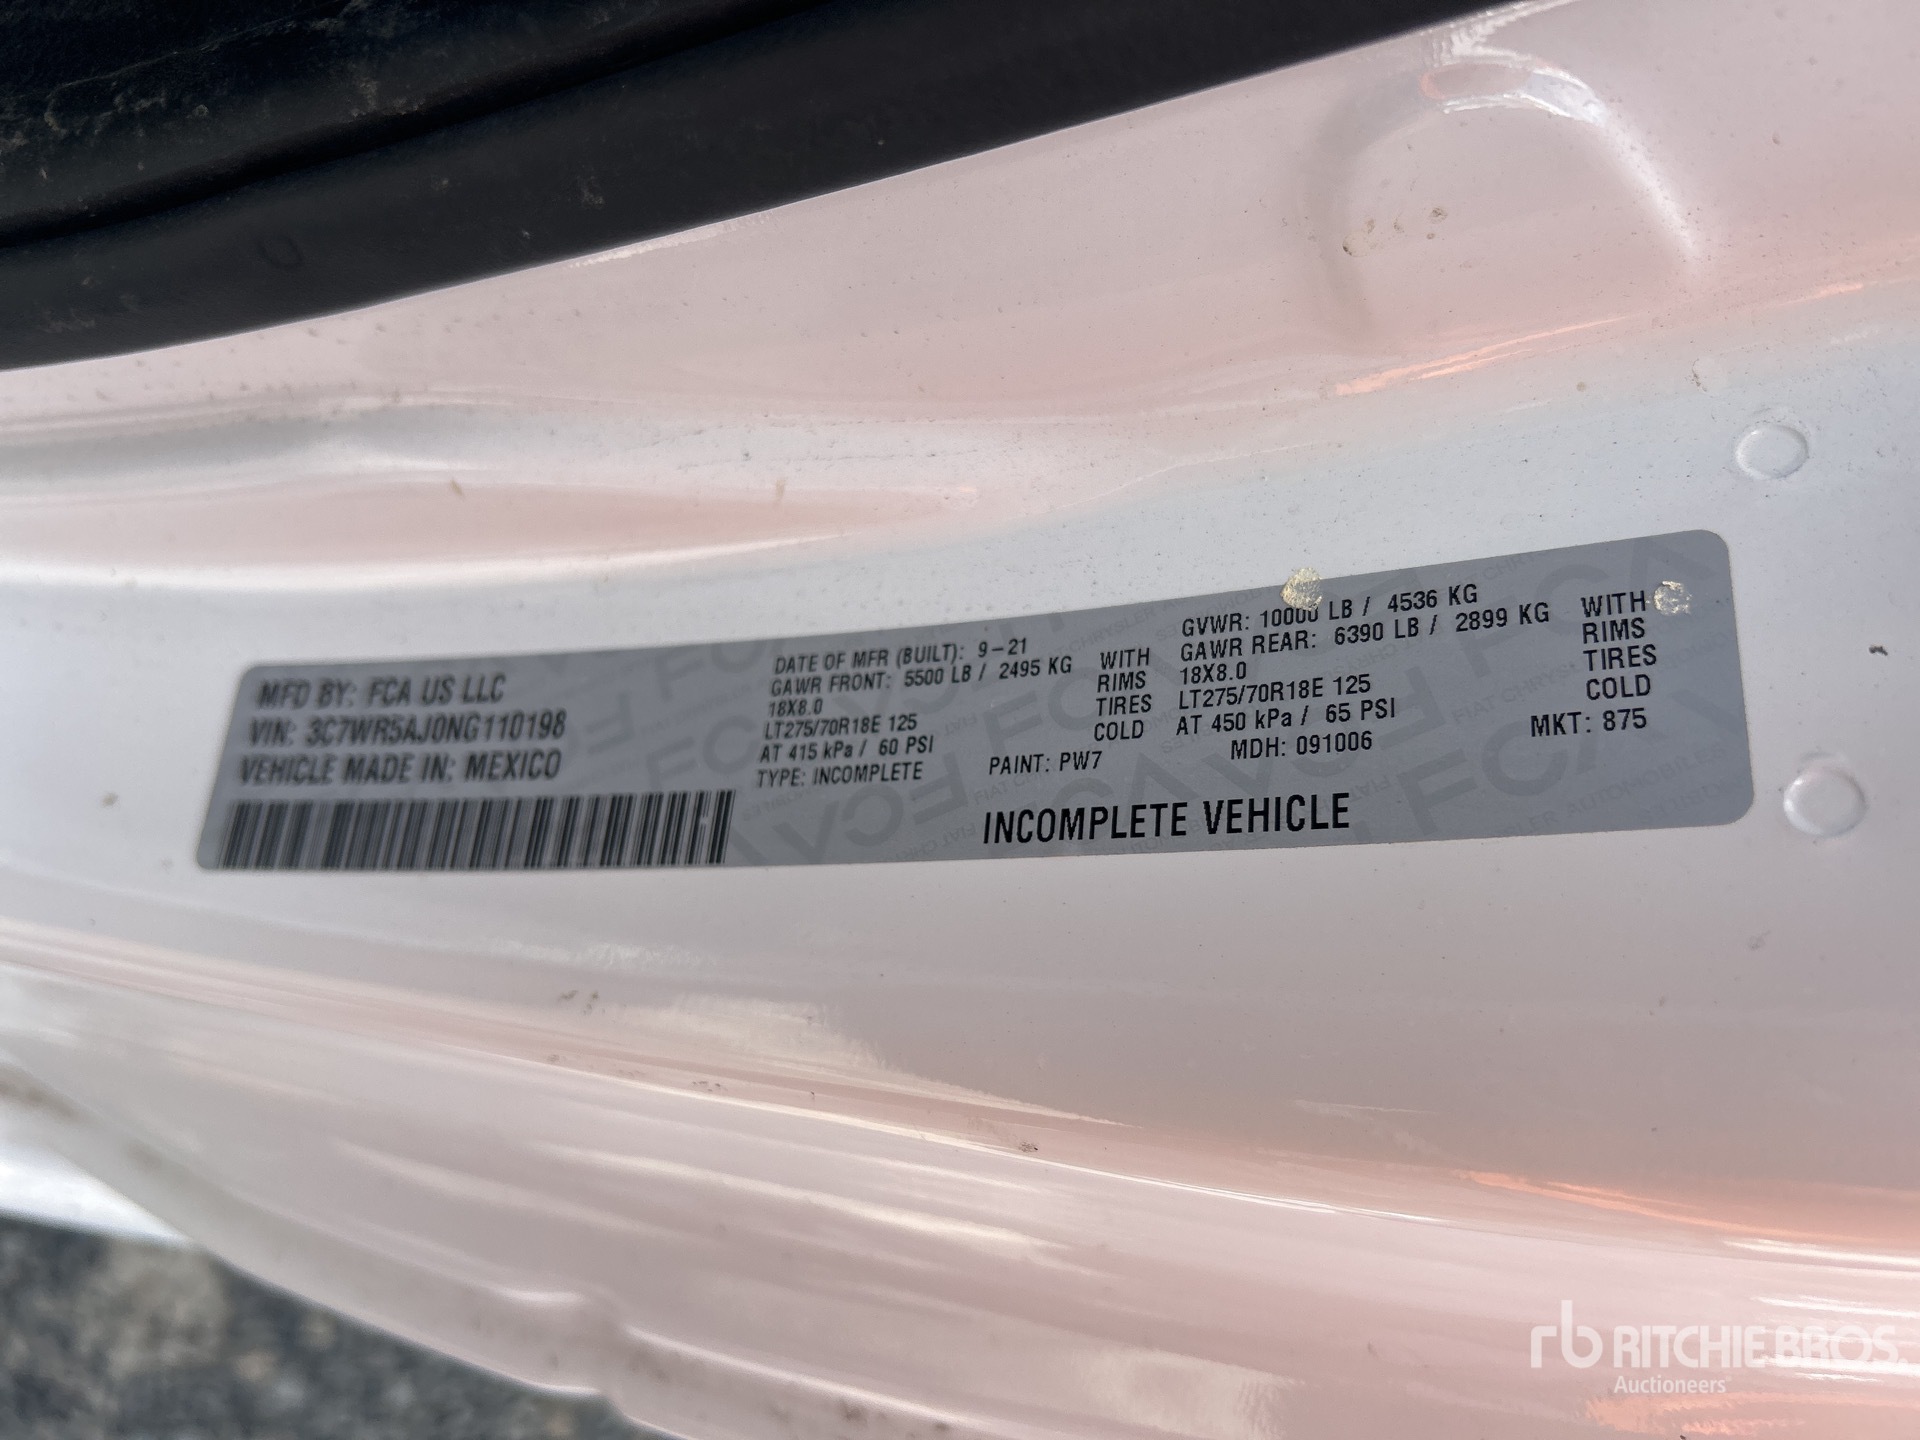 MFD BY: FCA US LLC
VIN: 3C7WR5AJ0NG110198
VEHICLE MADE IN: MEXICO
DATE OF MFR (BUILT): 9-21
GAWR FRONT: 5500 LB / 2495 KG WITH
18X8.0 RIMS
LT275/70R18E 125 TIRES
AT 415 kPa / 60 PSI COLD
TYPE: INCOMPLETE
PAINT: PW7
GVWR: 10000 LB / 4536 KG
GAWR REAR: 6390 LB / 2899 KG WITH
18X8.0 RIMS
LT275/70R18E 125 TIRES
AT 450 kPa / 65 PSI COLD
MDH: 091006
MKT: 875
INCOMPLETE VEHICLE
rb RITCHIE BROS.
Auctioneers